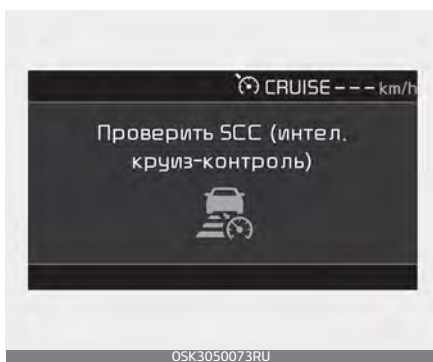 CRUISE --- km/h
Проверить SCC (интел.
круиз-контроль)
OSK3050073RU